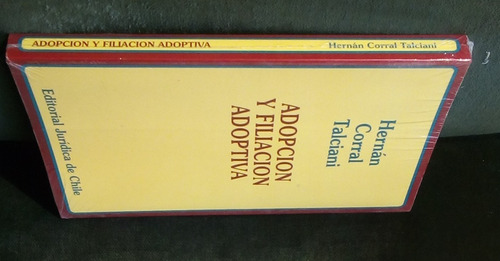 ADOPCION Y FILIACION ADOPTIVA Hernán Corral Talciani
Hernán
Corral
Talciani
ADOPCION
Y FILIACION
ADOPTIVA
Editorial Jurídica de Chile